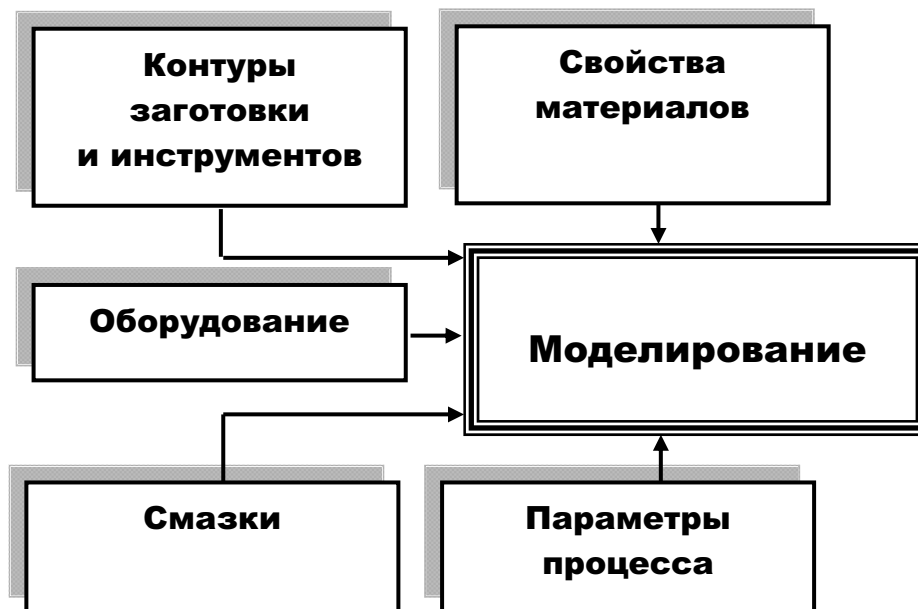 Контуры
заготовки
и инструментов
Свойства
материалов
Оборудование
Моделирование
Смазки
Параметры
процесса